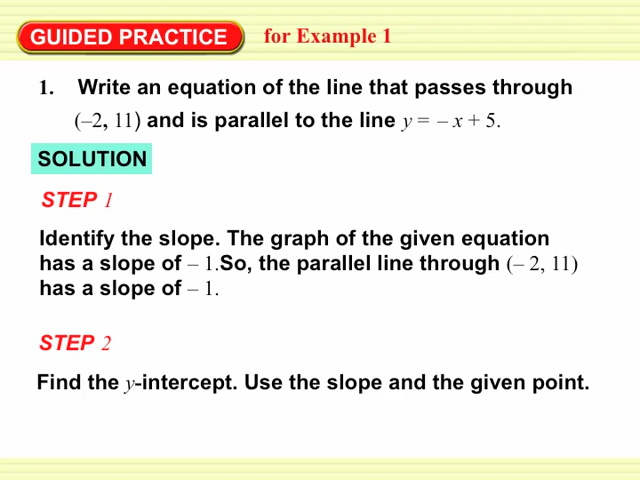 GUIDED PRACTICE for Example 1
1. Write an equation of the line that passes through
(–2, 11) and is parallel to the line y = – x + 5.
SOLUTION
STEP 1
Identify the slope. The graph of the given equation
has a slope of – 1.So, the parallel line through (– 2, 11)
has a slope of – 1.
STEP 2
Find the y-intercept. Use the slope and the given point.